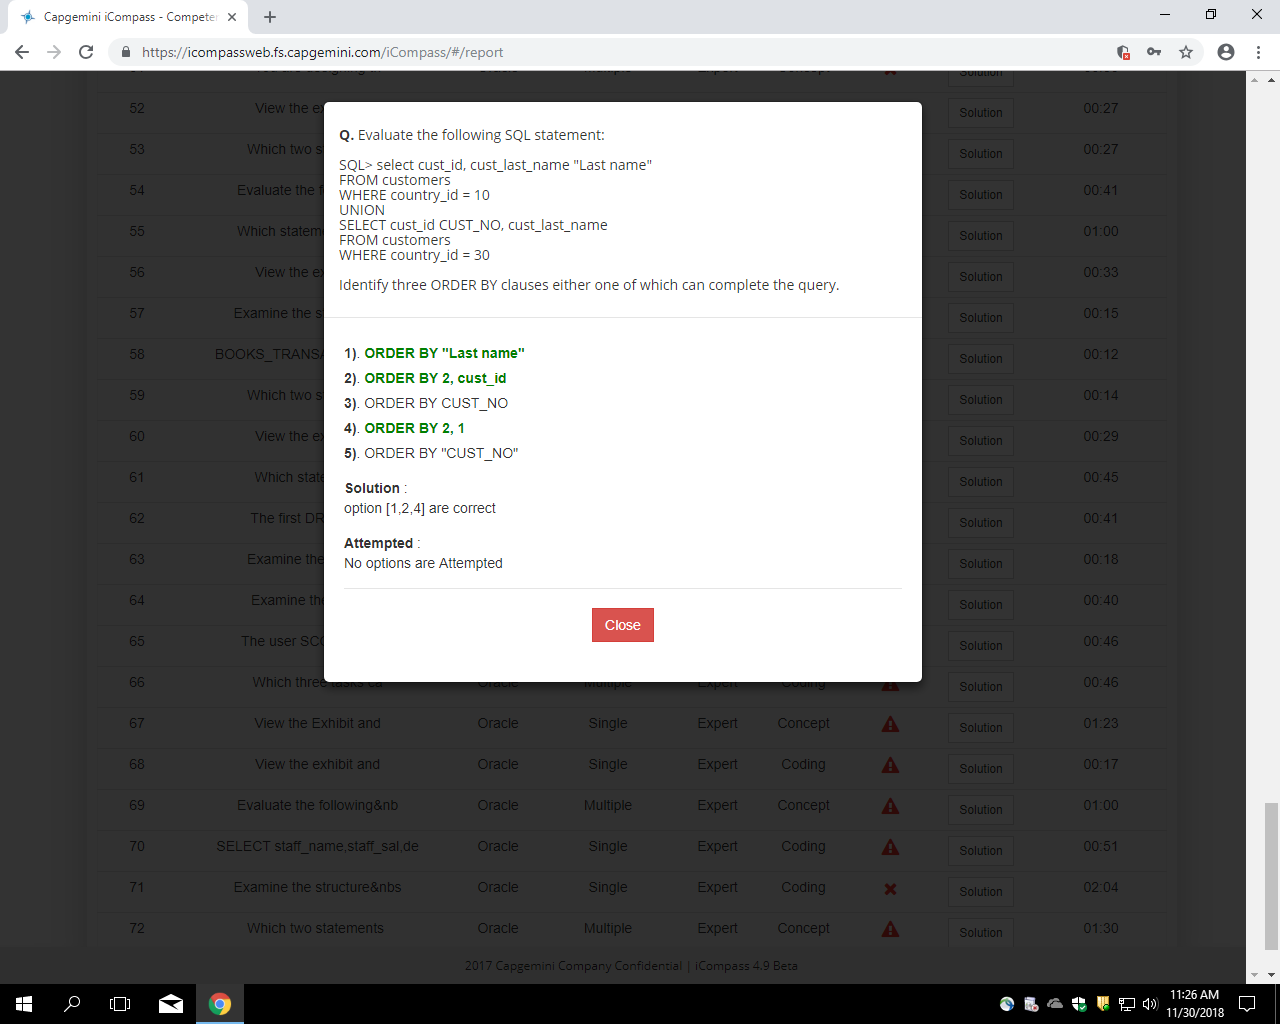 Capgemini iCompass - Competer
https://icompassweb.fs.capgemini.com/iCompass/#/report
52 View the e Solution 00:27
53 Which two s Solution 00:27
54 Evaluate the f Solution 00:41
55 Which statem Solution 01:00
56 View the ex Solution 00:33
57 Examine the s Solution 00:15
58 BOOKS_TRANSA Solution 00:12
59 Which two s Solution 00:14
60 View the ex Solution 00:29
61 Which state Solution 00:45
62 The first DR Solution 00:41
63 Examine the Solution 00:18
64 Examine th Solution 00:40
65 The user SCO Solution 00:46
66 Which three tasks ca Oracle Multiple Expert Coding Solution 00:46
67 View the Exhibit and Oracle Single Expert Concept Solution 01:23
68 View the exhibit and Oracle Single Expert Coding Solution 00:17
69 Evaluate the following&nb Oracle Multiple Expert Concept Solution 01:00
70 SELECT staff_name,staff_sal,de Oracle Single Expert Coding Solution 00:51
71 Examine the structure&nbs Oracle Single Expert Coding Solution 02:04
72 Which two statements Oracle Multiple Expert Concept Solution 01:30
Q. Evaluate the following SQL statement:
SQL> select cust_id, cust_last_name "Last name"
FROM customers
WHERE country_id = 10
UNION
SELECT cust_id CUST_NO, cust_last_name
FROM customers
WHERE country_id = 30
Identify three ORDER BY clauses either one of which can complete the query.
1). ORDER BY "Last name"
2). ORDER BY 2, cust_id
3). ORDER BY CUST_NO
4). ORDER BY 2, 1
5). ORDER BY "CUST_NO"
Solution :
option [1,2,4] are correct
Attempted :
No options are Attempted
Close
2017 Capgemini Company Confidential | iCompass 4.9 Beta
11:26 AM
11/30/2018